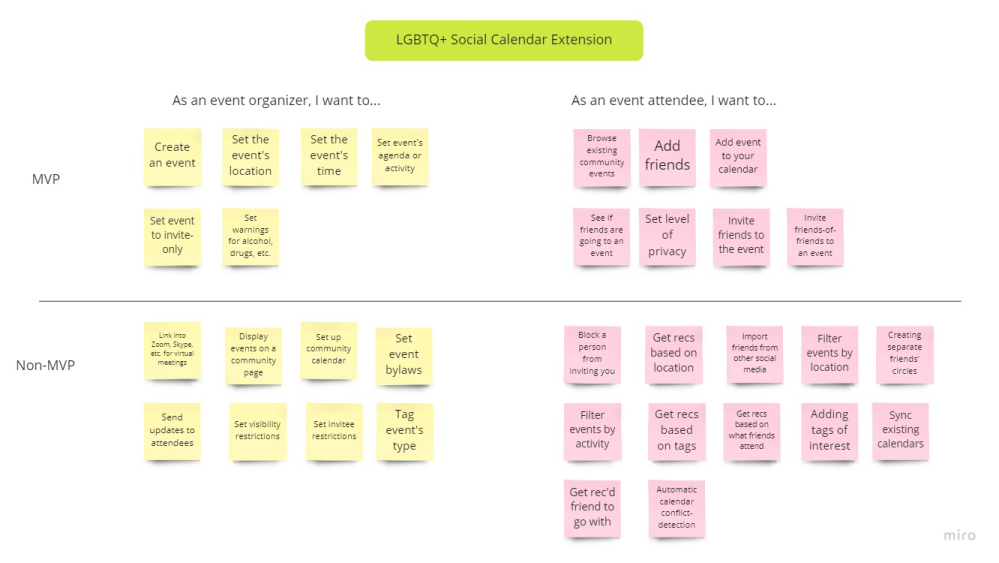 LGBTQ+ Social Calendar Extension
As an event organizer, I want to...
As an event attendee, I want to...
MVP
Create
an event
Set the
event's
location
Set the
event's
time
Set event's
agenda or
activity
Set event
to invite-
only
Set
warnings
for alcohol,
drugs, etc.
Browse
existing
community
events
Add
friends
Add event
to your
calendar
See if
friends are
going to an
event
Set level
of
privacy
Invite
friends to
the event
Invite
friends-of-
friends to
an event
Non-MVP
Link into
Zoom, Skype,
etc. for virtual
meetings
Display
events on a
community
page
Set up
community
calendar
Set
event
bylaws
Send
updates to
attendees
Set visibility
restrictions
Set invitee
restrictions
Tag
event's
type
Block a
person
from
inviting you
Get recs
based on
location
Import
friends from
other social
media
Filter
events by
location
Creating
separate
friends'
circles
Filter
events by
activity
Get recs
based
on tags
Get recs
based on
what friends
attend
Adding
tags of
interest
Sync
existing
calendars
Get rec'd
friend to
go with
Automatic
calendar
conflict-
detection
miro